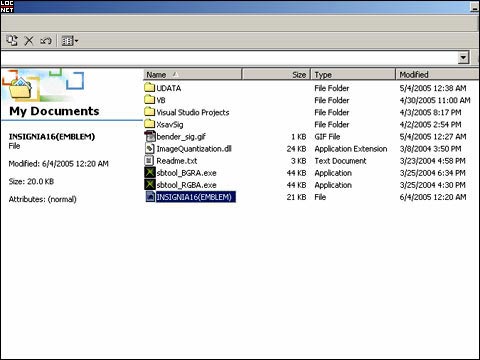 LOC
NET
Name Size Type Modified
UDATA File Folder 5/4/2005 12:38 AM
VB File Folder 4/30/2005 11:00 AM
My Documents
Visual Studio Projects File Folder 4/3/2005 8:17 PM
XsavSig File Folder 4/2/2005 2:54 PM
INSIGNIA16(EMBLEM)
bender_sig.gif 1 KB GIF File 5/4/2005 12:27 AM
File
ImageQuantization.dll 24 KB Application Extension 3/8/2004 3:50 PM
Modified: 6/4/2005 12:20 AM
Readme.txt 3 KB Text Document 3/23/2004 4:58 PM
sbtool_BGRA.exe 44 KB Application 3/25/2004 6:34 PM
Size: 20.0 KB
sbtool_RGBA.exe 44 KB Application 3/25/2004 4:30 PM
Attributes: (normal)
INSIGNIA16(EMBLEM) 21 KB File 6/4/2005 12:20 AM